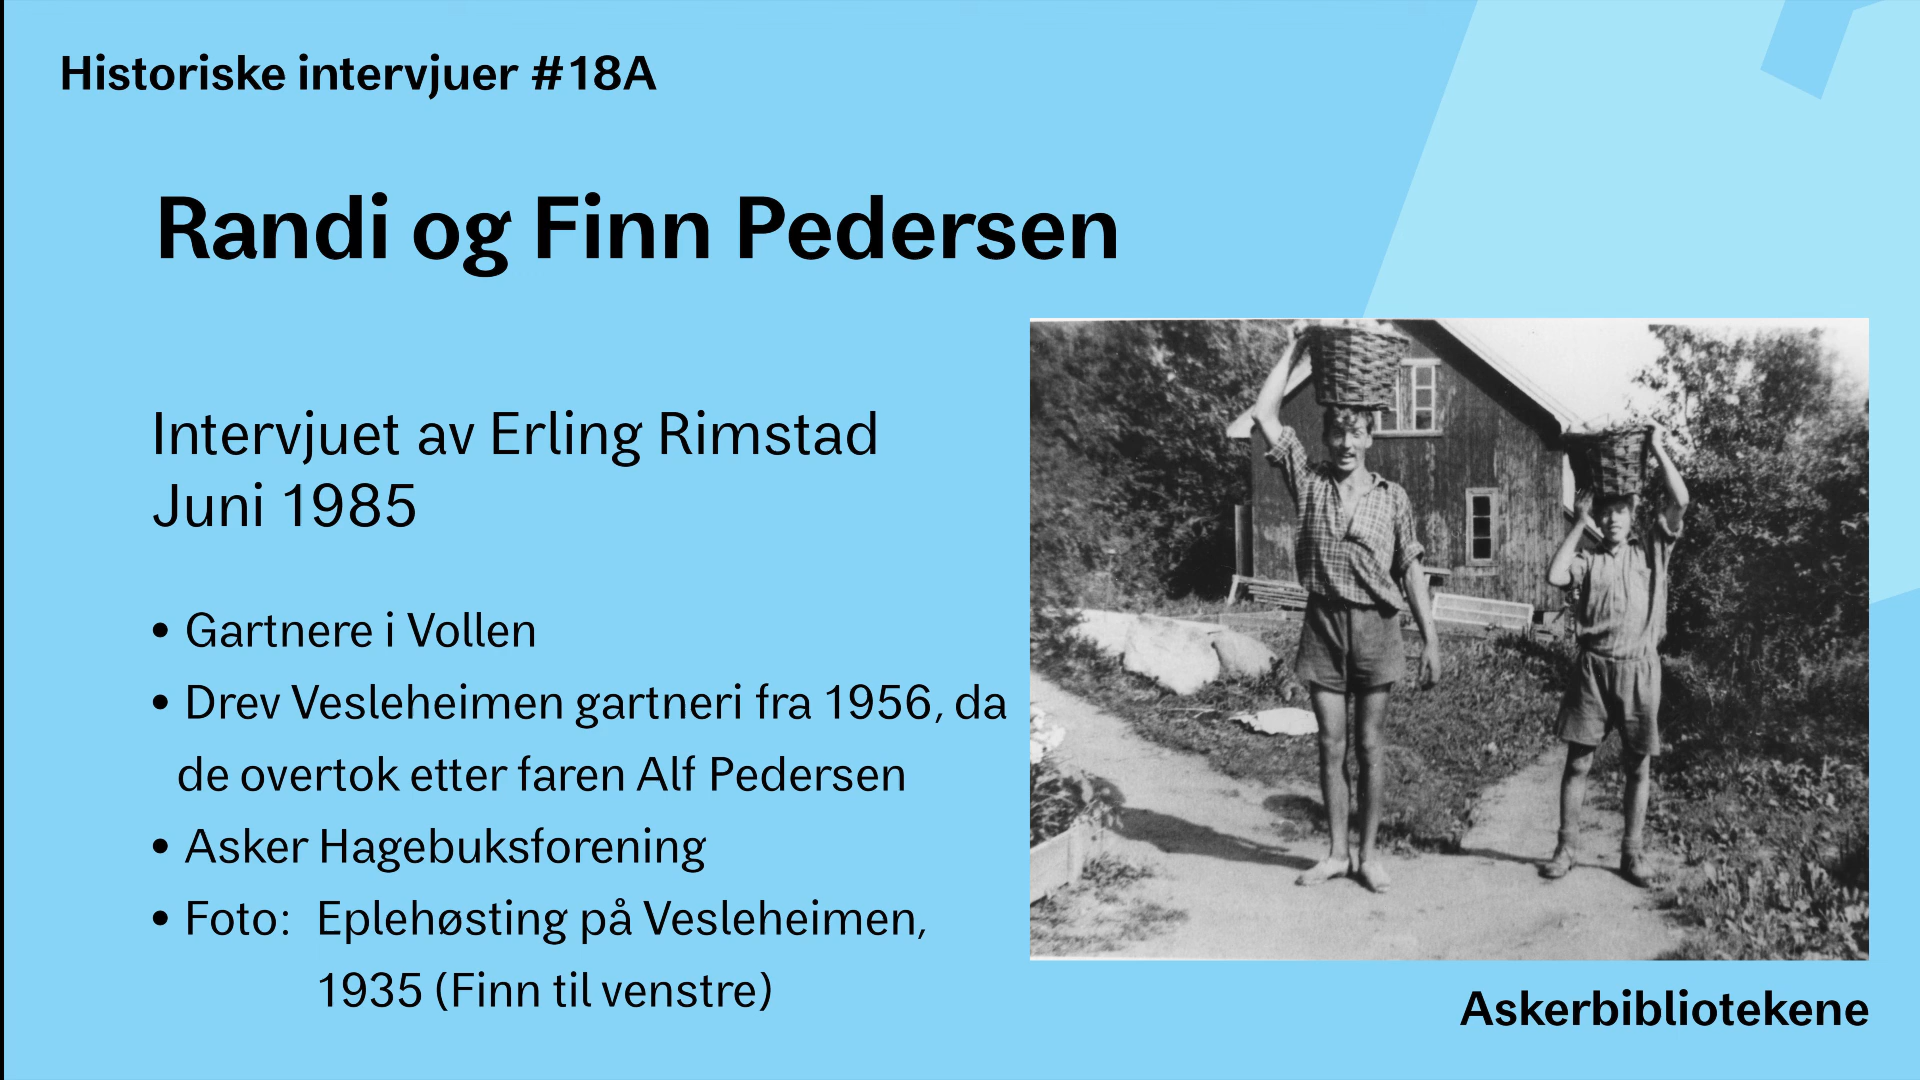 Historiske intervjuer #18A
Randi og Finn Pedersen
Intervjuet av Erling Rimstad
Juni 1985
• Gartnere i Vollen
• Drev Vesleheimen gartneri fra 1956, da
de overtok etter faren Alf Pedersen
• Asker Hagebuksforening
• Foto: Eplehøsting på Vesleheimen,
1935 (Finn til venstre)
Askerbibliotekene